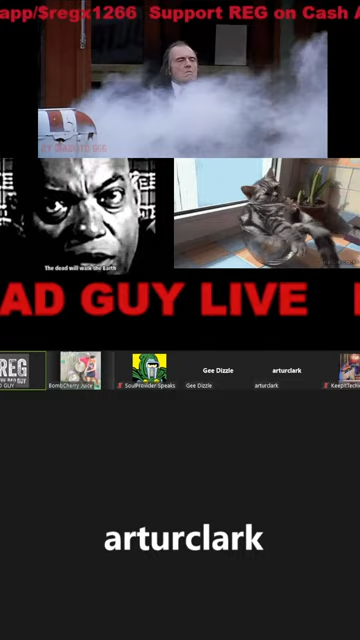 app/$regx1266 Support REG on Cash A
The dead will walk the Earth
AD GUY LIVE
REG
BombCherry Juice
SoulProvider Speaks
Gee Dizzle
Gee Dizzle
arturclark
arturclark
arturclark